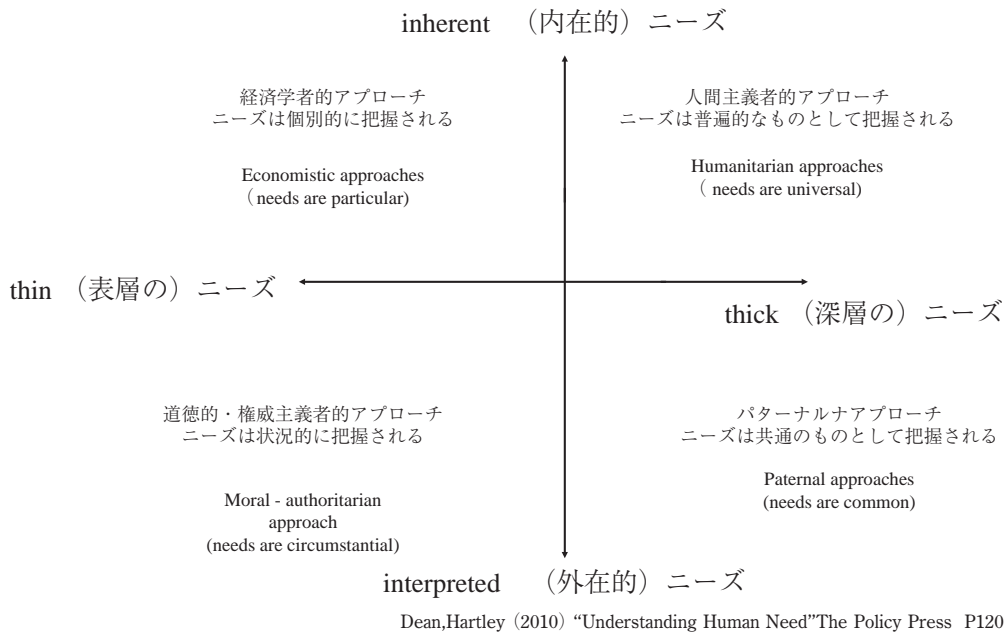 inherent （内在的）ニーズ
経済学者的アプローチ
ニーズは個別的に把握される
Economistic approaches
（needs are particular)
人間主義者的アプローチ
ニーズは普遍的なものとして把握される
Humanitarian approaches
（ needs are universal)
thin （表層の）ニーズ
thick （深層の）ニーズ
道徳的・権威主義者的アプローチ
ニーズは状況的に把握される
Moral - authoritarian
approach
(needs are circumstantial)
パターナルナアプローチ
ニーズは共通のものとして把握される
Paternal approaches
(needs are common)
interpreted （外在的）ニーズ
Dean,Hartley（2010）“Understanding Human Need”The Policy Press P120